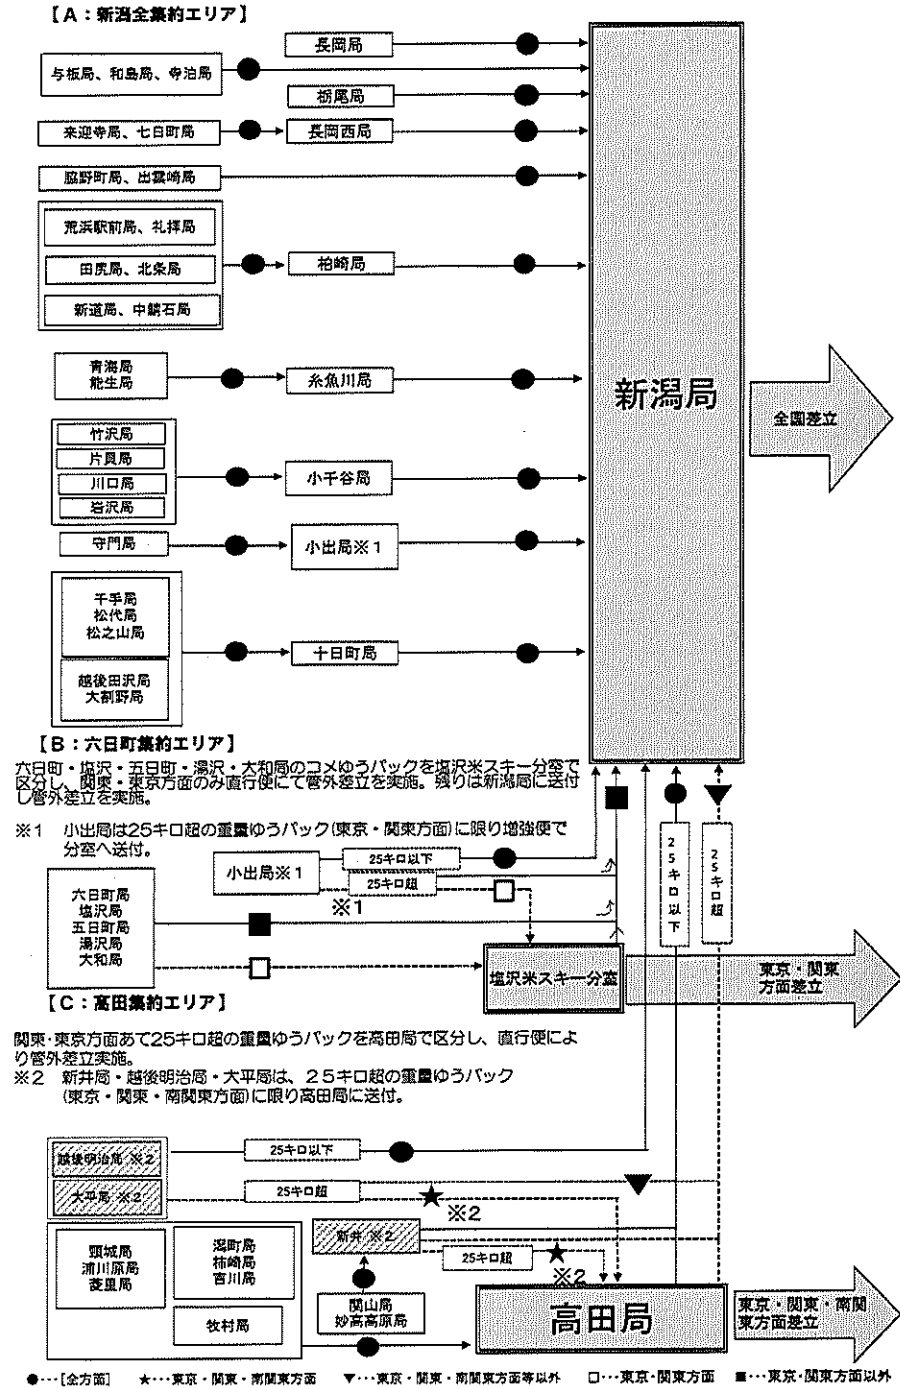 【A：新潟全集約エリア】
長岡局
与板局、和島局、寺泊局
栃尾局
来迎寺局、七日町局
長岡西局
脇野町局、出雲崎局
荒浜駅前局、礼拝局
田尻局、北条局
新道局、中鯖石局
柏崎局
青海局
能生局
糸魚川局
新潟局
全国差立
竹沢局
片貝局
川口局
岩沢局
小千谷局
守門局
小出局※1
千手局
松代局
松之山局
越後田沢局
大割野局
十日町局
【B：六日町集約エリア】
六日町・塩沢・五日町・湯沢・大和局のコメゆうパックを塩沢米スキー分室で
区分し、関東・東京方面のみ直行便にて管外差立を実施。残りは新潟局に送付
し管外差立を実施。
※1　小出局は25キロ超の重量ゆうパック(東京・関東方面)に限り増強便で
分室へ送付。
小出局※1
25キロ以下
25キロ超
※1
25キロ以下
25キロ超
六日町局
塩沢局
五日町局
湯沢局
大和局
塩沢米スキー分室
東京・関東
方面差立
【C：高田集約エリア】
関東・東京方面あて25キロ超の重量ゆうパックを高田局で区分し、直行便によ
り管外差立実施。
※2　新井局・越後明治局・大平局は、２５キロ超の重量ゆうパック
(東京・関東・南関東方面)に限り高田局に送付。
越後明治局 ※2
25キロ以下
大平局 ※2
25キロ超
※2
頸城局
浦川原局
菱里局
潟町局
柿崎局
吉川局
牧村局
新井 ※2
25キロ超
※2
関山局
妙高高原局
高田局
東京・関東・南関
東方面差立
●･･･[全方面]　★･･･東京・関東・南関東方面　▼･･･東京・関東・南関東方面等以外　□･･･東京・関東方面　■･･･東京・関東方面以外